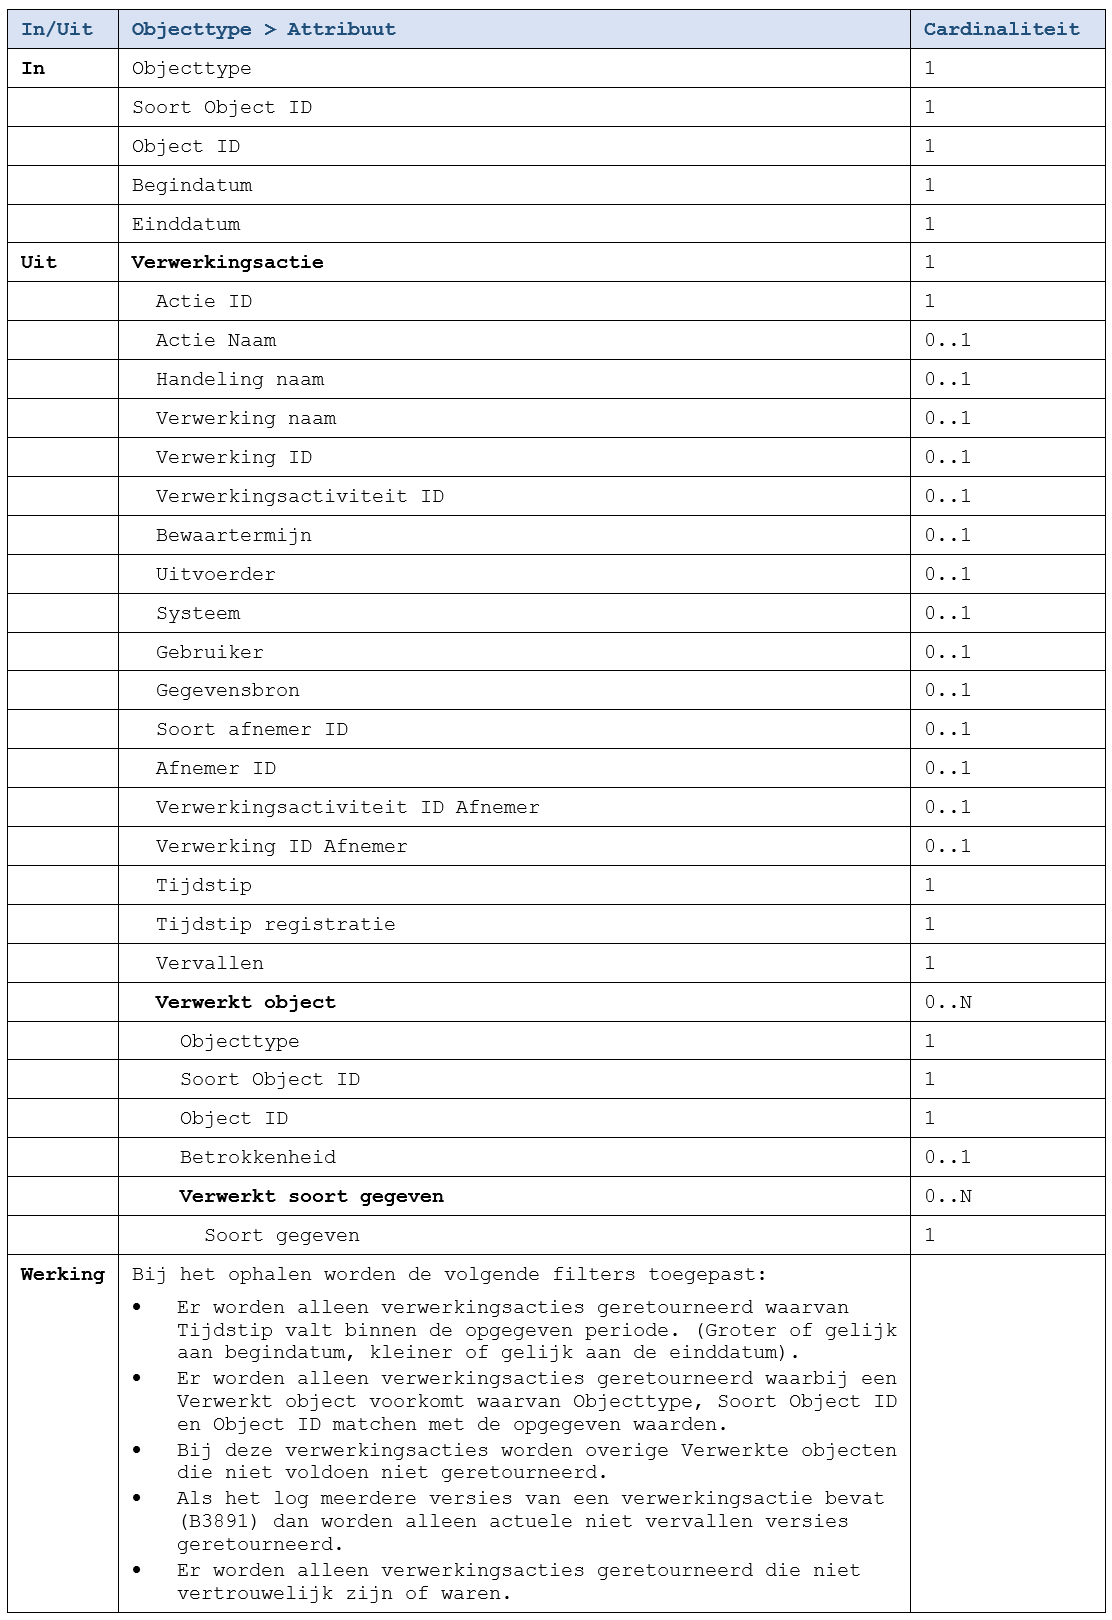 In/Uit Objecttype > Attribuut Cardinaliteit
In Objecttype 1
Soort Object ID 1
Object ID 1
Begindatum 1
Einddatum 1
Uit Verwerkingsactie 1
Actie ID 1
Actie Naam 0..1
Handeling naam 0..1
Verwerking naam 0..1
Verwerking ID 0..1
Verwerkingsactiviteit ID 0..1
Bewaartermijn 0..1
Uitvoerder 0..1
Systeem 0..1
Gebruiker 0..1
Gegevensbron 0..1
Soort afnemer ID 0..1
Afnemer ID 0..1
Verwerkingsactiviteit ID Afnemer 0..1
Verwerking ID Afnemer 0..1
Tijdstip 1
Tijdstip registratie 1
Vervallen 1
Verwerkt object 0..N
Objecttype 1
Soort Object ID 1
Object ID 1
Betrokkenheid 0..1
Verwerkt soort gegeven 0..N
Soort gegeven 1
Werking Bij het ophalen worden de volgende filters toegepast:
• Er worden alleen verwerkingsacties geretourneerd waarvan
Tijdstip valt binnen de opgegeven periode. (Groter of gelijk
aan begindatum, kleiner of gelijk aan de einddatum).
• Er worden alleen verwerkingsacties geretourneerd waarbij een
Verwerkt object voorkomt waarvan Objecttype, Soort Object ID
en Object ID matchen met de opgegeven waarden.
• Bij deze verwerkingsacties worden overige Verwerkte objecten
die niet voldoen niet geretourneerd.
• Als het log meerdere versies van een verwerkingsactie bevat
(B3891) dan worden alleen actuele niet vervallen versies
geretourneerd.
• Er worden alleen verwerkingsacties geretourneerd die niet
vertrouwelijk zijn of waren.